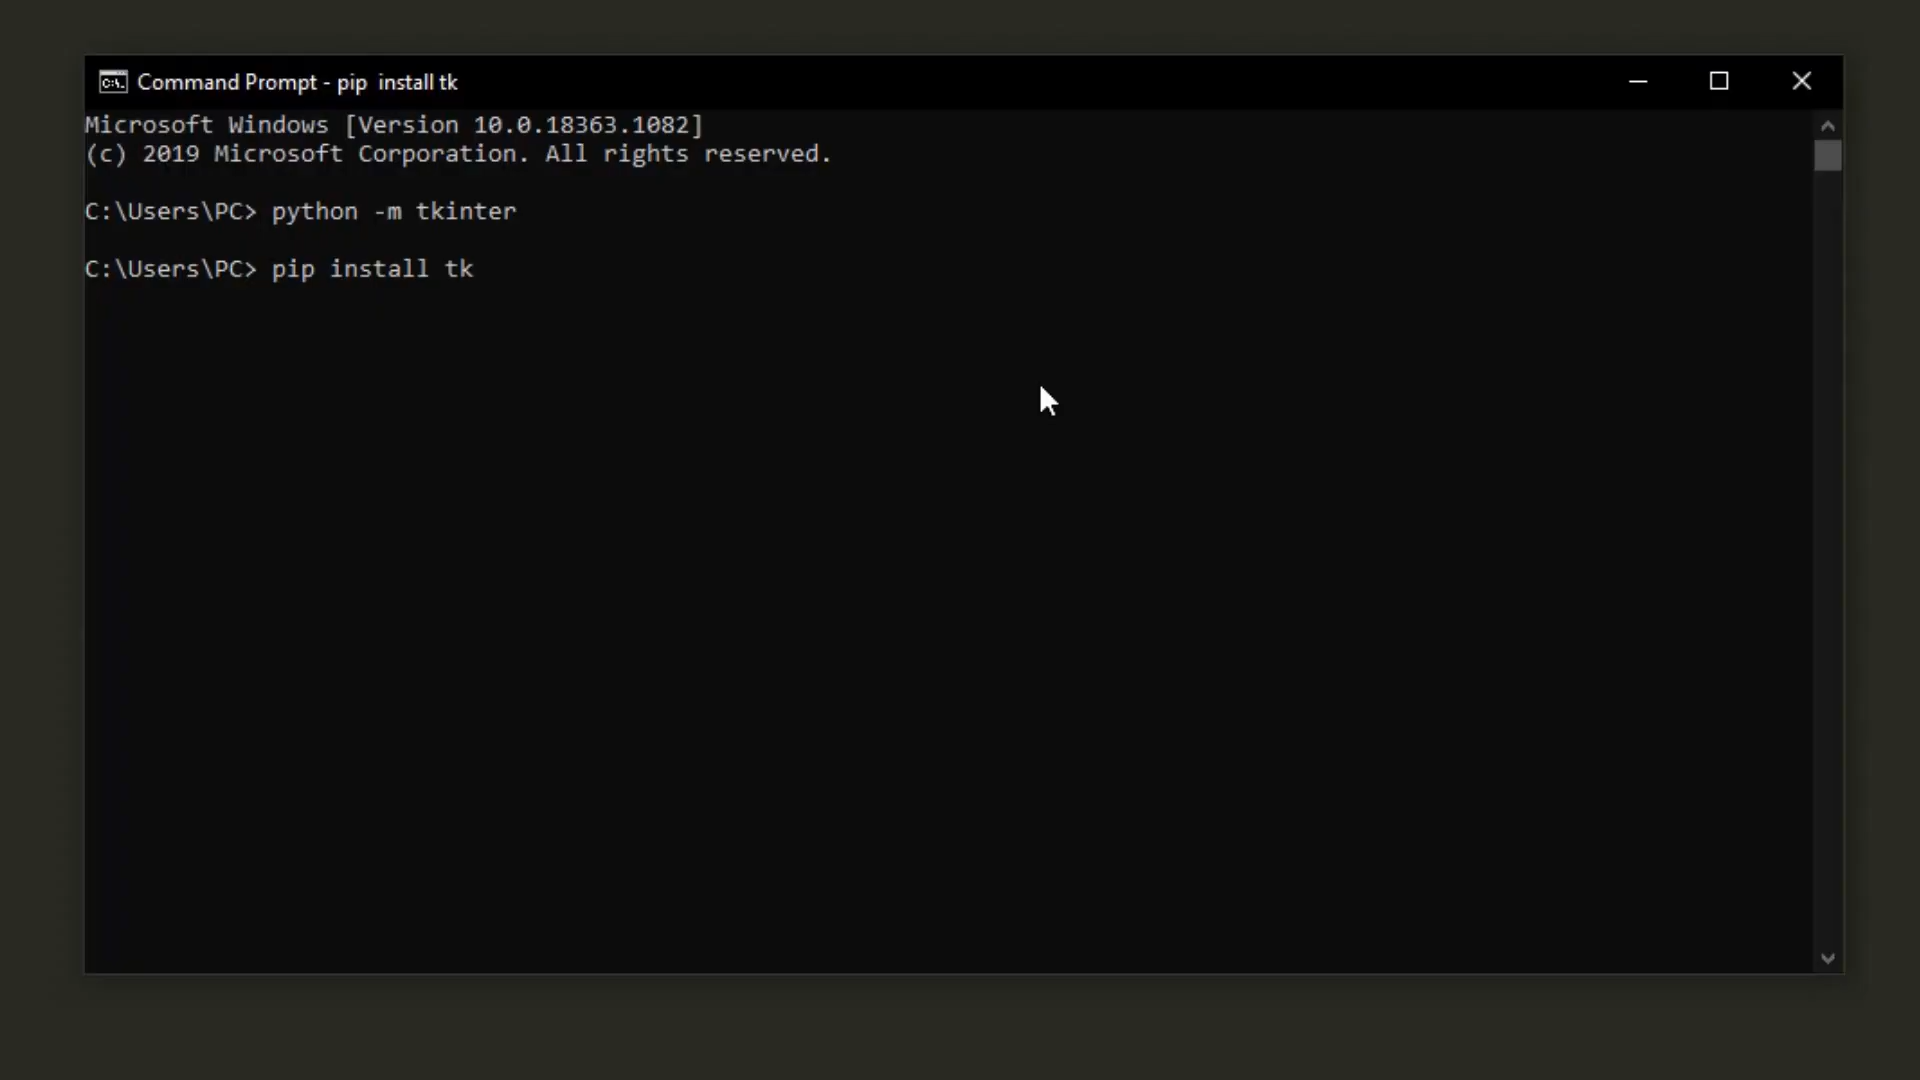 Command Prompt - pip  install tk
Microsoft Windows [Version 10.0.18363.1082]
(c) 2019 Microsoft Corporation. All rights reserved.
C:\Users\PC> python -m tkinter
C:\Users\PC> pip install tk